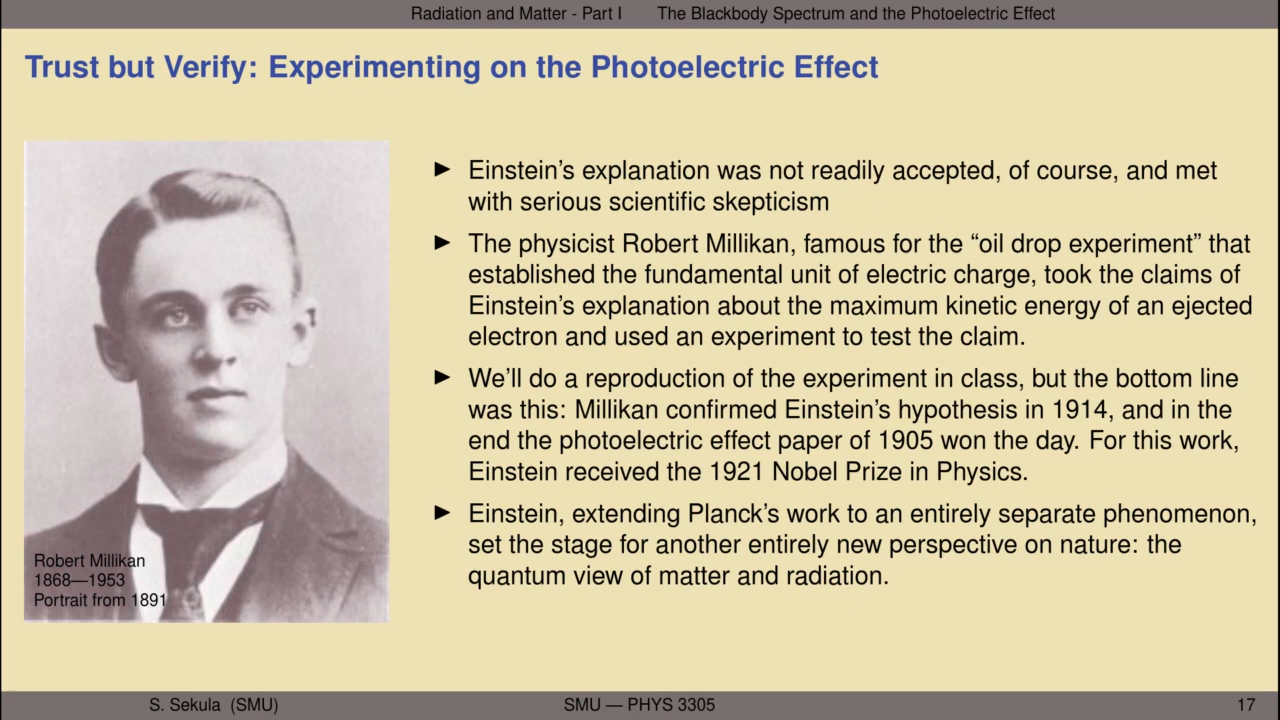 Radiation and Matter - Part I The Blackbody Spectrum and the Photoelectric Effect
Trust but Verify: Experimenting on the Photoelectric Effect
Robert Millikan
1868—1953
Portrait from 1891
▶ Einstein’s explanation was not readily accepted, of course, and met
with serious scientific skepticism
▶ The physicist Robert Millikan, famous for the “oil drop experiment” that
established the fundamental unit of electric charge, took the claims of
Einstein’s explanation about the maximum kinetic energy of an ejected
electron and used an experiment to test the claim.
▶ We’ll do a reproduction of the experiment in class, but the bottom line
was this: Millikan confirmed Einstein’s hypothesis in 1914, and in the
end the photoelectric effect paper of 1905 won the day. For this work,
Einstein received the 1921 Nobel Prize in Physics.
▶ Einstein, extending Planck’s work to an entirely separate phenomenon,
set the stage for another entirely new perspective on nature: the
quantum view of matter and radiation.
S. Sekula (SMU) SMU — PHYS 3305 17